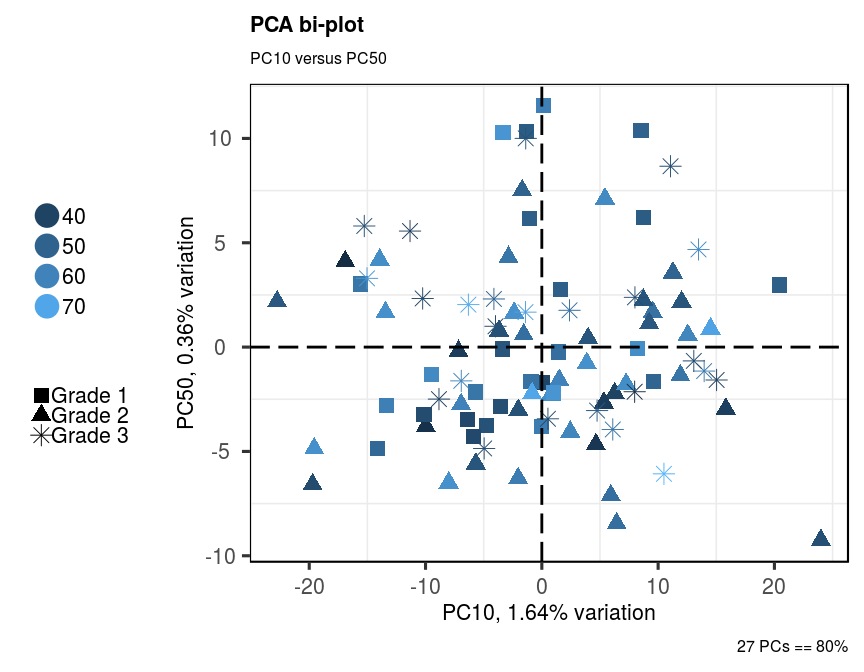 PCA bi-plot
PC10 versus PC50
40
50
60
70
Grade 1
Grade 2
Grade 3
PC50, 0.36% variation
10
5
0
-5
-10
-20
-10
0
10
20
PC10, 1.64% variation
27 PCs == 80%